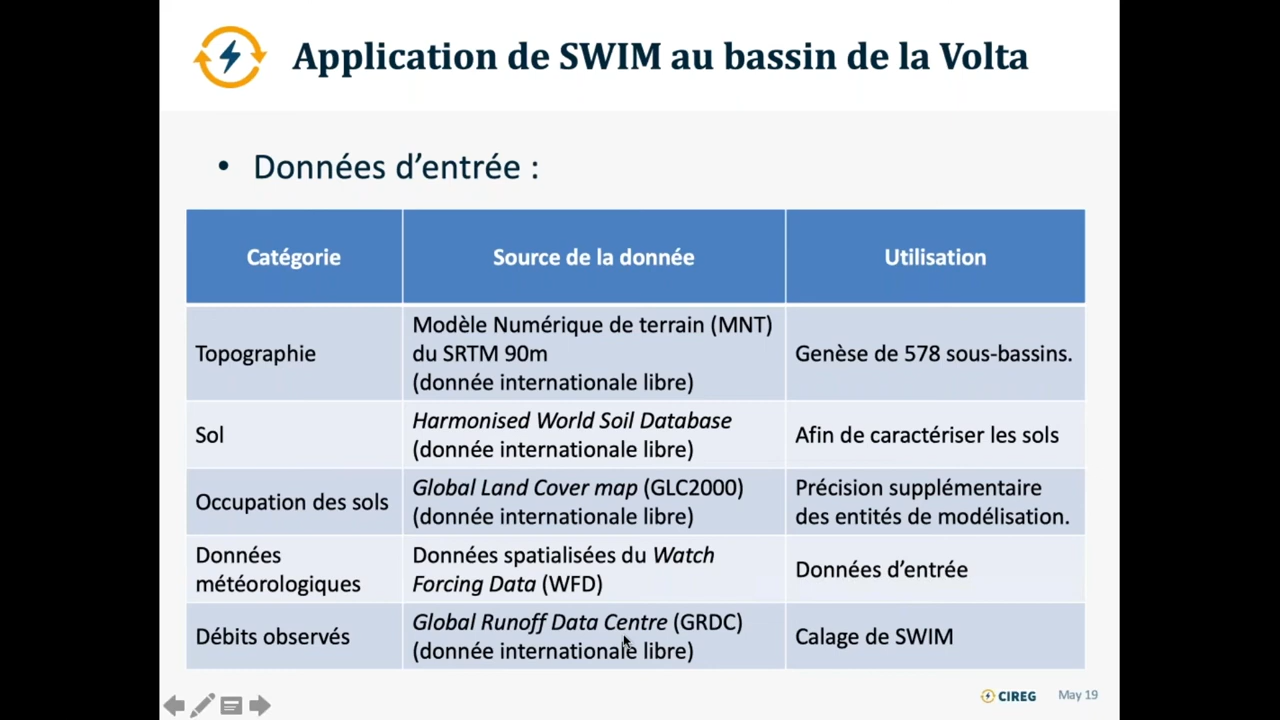 Application de SWIM au bassin de la Volta
• Données d’entrée :
Catégorie
Source de la donnée
Utilisation
Topographie
Modèle Numérique de terrain (MNT)
du SRTM 90m
(donnée internationale libre)
Genèse de 578 sous-bassins.
Sol
Harmonised World Soil Database
(donnée internationale libre)
Afin de caractériser les sols
Occupation des sols
Global Land Cover map (GLC2000)
(donnée internationale libre)
Précision supplémentaire
des entités de modélisation.
Données
météorologiques
Données spatialisées du Watch
Forcing Data (WFD)
Données d’entrée
Débits observés
Global Runoff Data Centre (GRDC)
(donnée internationale libre)
Calage de SWIM
CIREG
May 19